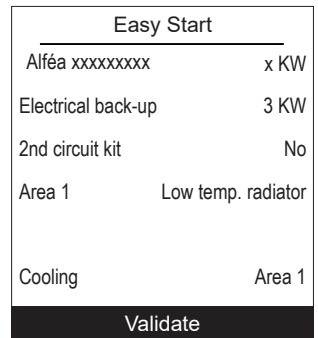 Easy Start
Alféa xxxxxxxxx x KW
Electrical back-up 3 KW
2nd circuit kit No
Area 1 Low temp. radiator
Cooling Area 1
Validate